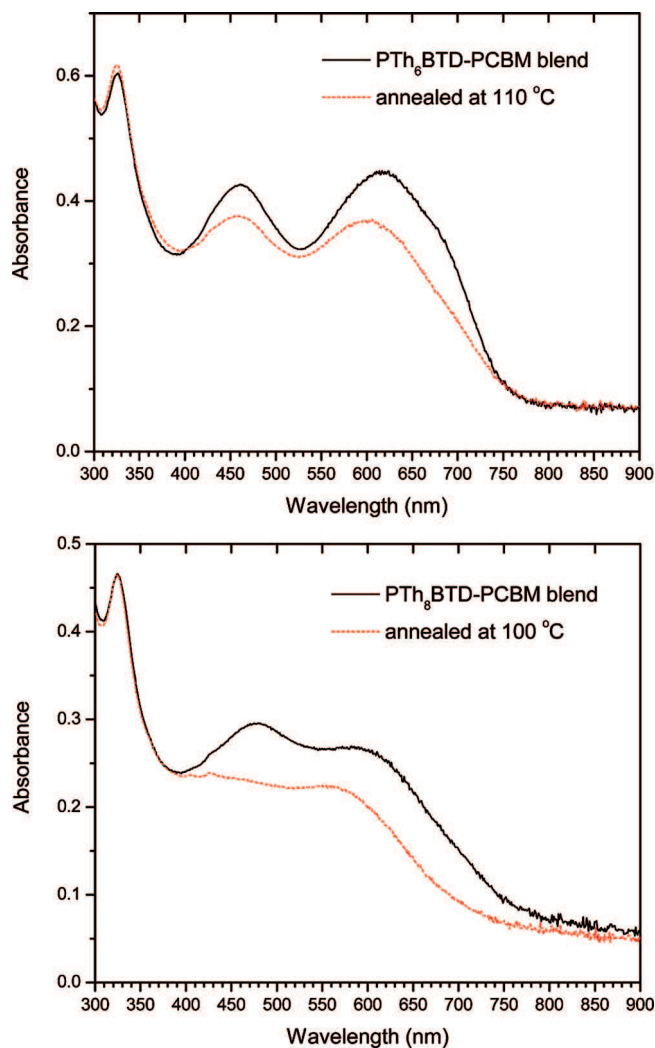 PTh₆BTD-PCBM blend
annealed at 110 °C
0.6
0.4
0.2
0.0
Absorbance
300 350 400 450 500 550 600 650 700 750 800 850 900
Wavelength (nm)
PTh₈BTD-PCBM blend
annealed at 100 °C
0.5
0.4
0.3
0.2
0.1
0.0
Absorbance
300 350 400 450 500 550 600 650 700 750 800 850 900
Wavelength (nm)